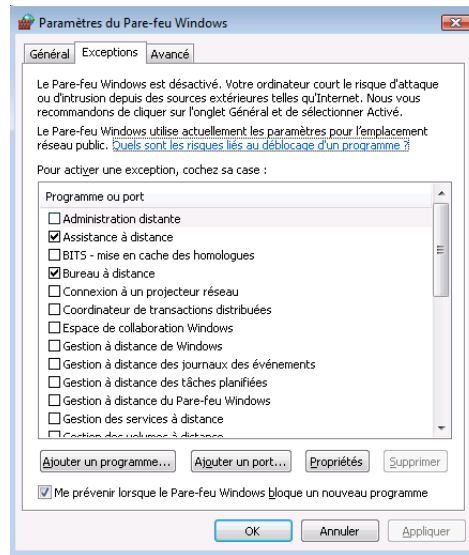 Paramètres du Pare-feu Windows
Général Exceptions Avancé
Le Pare-feu Windows est désactivé. Votre ordinateur court le risque d'attaque
ou d'intrusion depuis des sources extérieures telles qu'Internet. Nous vous
recommandons de cliquer sur l'onglet Général et de sélectionner Activé.
Le Pare-feu Windows utilise actuellement les paramètres pour l'emplacement
réseau public. Quels sont les risques liés au déblocage d'un programme ?
Pour activer une exception, cochez sa case :
Programme ou port
Administration distante
Assistance à distance
BITS - mise en cache des homologues
Bureau à distance
Connexion à un projecteur réseau
Coordinateur de transactions distribuées
Espace de collaboration Windows
Gestion à distance de Windows
Gestion à distance des journaux des événements
Gestion à distance des tâches planifiées
Gestion à distance du Pare-feu Windows
Gestion des services à distance
Gestion des volumes à distance
Ajouter un programme... Ajouter un port... Propriétés Supprimer
Me prévenir lorsque le Pare-feu Windows bloque un nouveau programme
OK Annuler Appliquer